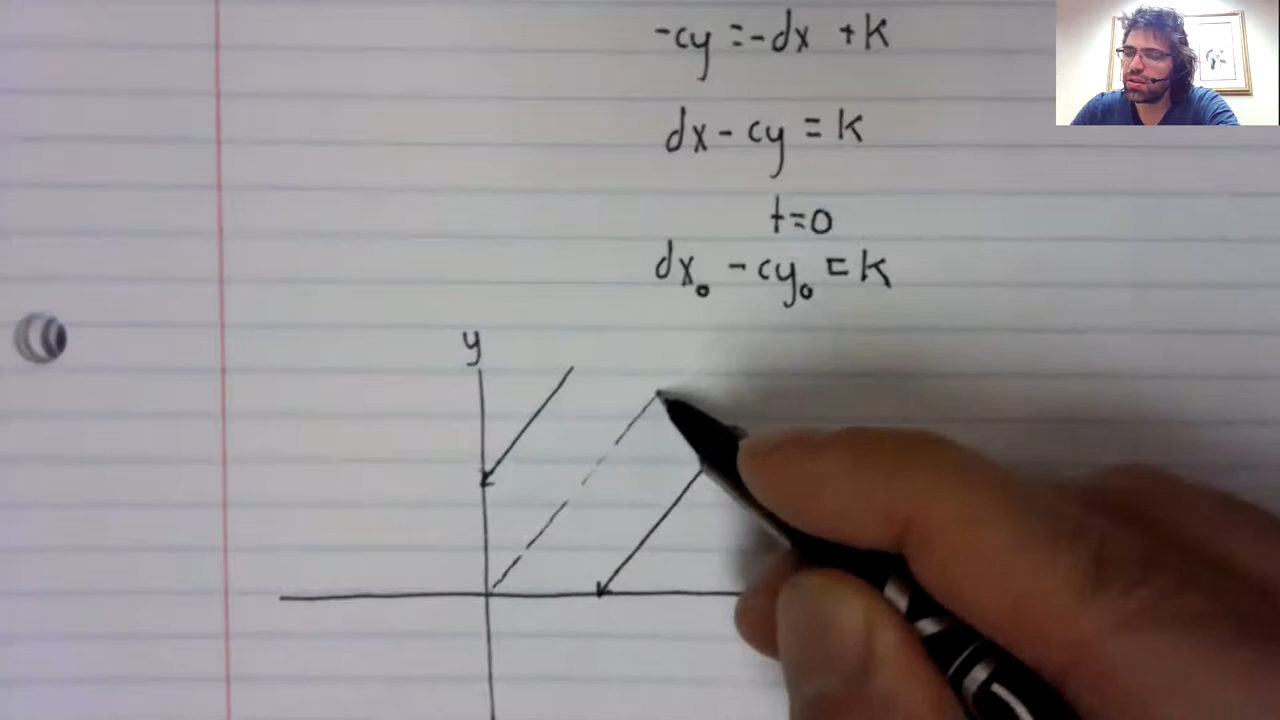 -cy = -dx + k
dx - cy = k
t = 0
dx₀ - cy₀ = k
y